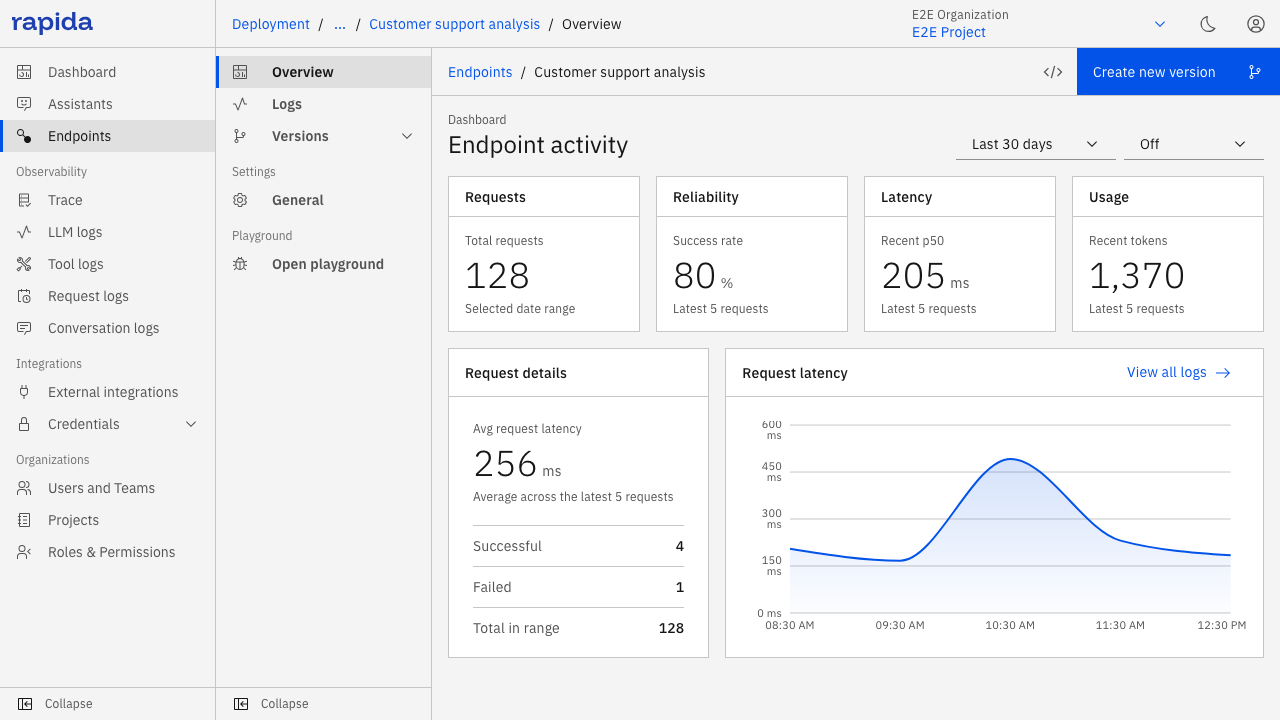 rapida
Deployment / ... / Customer support analysis / Overview
E2E Organization
E2E Project
Dashboard
Assistants
Endpoints
Observability
Trace
LLM logs
Tool logs
Request logs
Conversation logs
Integrations
External integrations
Credentials
Organizations
Users and Teams
Projects
Roles & Permissions
Collapse
Overview
Logs
Versions
Settings
General
Playground
Open playground
Collapse
Endpoints / Customer support analysis
Create new version
Dashboard
Endpoint activity
Last 30 days
Off
Requests
Total requests
128
Selected date range
Reliability
Success rate
80 %
Latest 5 requests
Latency
Recent p50
205 ms
Latest 5 requests
Usage
Recent tokens
1,370
Latest 5 requests
Request details
Avg request latency
256 ms
Average across the latest 5 requests
Successful 4
Failed 1
Total in range 128
Request latency
View all logs
600
ms
450
ms
300
ms
150
ms
0 ms
08:30 AM 09:30 AM 10:30 AM 11:30 AM 12:30 PM